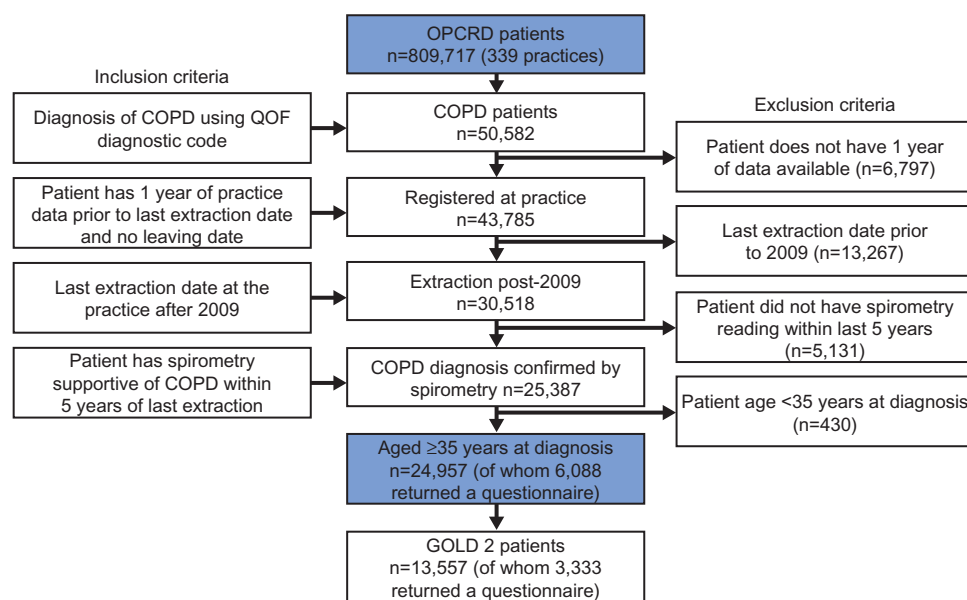 OPCRD patients
n=809,717 (339 practices)
Inclusion criteria
Exclusion criteria
Diagnosis of COPD using QOF
diagnostic code
COPD patients
n=50,582
Patient does not have 1 year
of data available (n=6,797)
Patient has 1 year of practice
data prior to last extraction date
and no leaving date
Registered at practice
n=43,785
Last extraction date prior
to 2009 (n=13,267)
Last extraction date at the
practice after 2009
Extraction post-2009
n=30,518
Patient did not have spirometry
reading within last 5 years
(n=5,131)
Patient has spirometry
supportive of COPD within
5 years of last extraction
COPD diagnosis confirmed by
spirometry n=25,387
Patient age <35 years at diagnosis
(n=430)
Aged ≥35 years at diagnosis
n=24,957 (of whom 6,088
returned a questionnaire)
GOLD 2 patients
n=13,557 (of whom 3,333
returned a questionnaire)